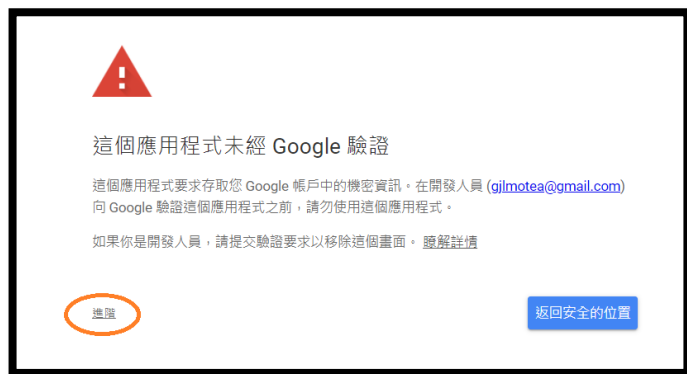 這個應用程式未經 Google 驗證
這個應用程式要求存取您 Google 帳戶中的機密資訊。在開發人員 (gjlmotea@gmail.com)
向 Google 驗證這個應用程式之前，請勿使用這個應用程式。
如果你是開發人員，請提交驗證要求以移除這個畫面。 瞭解詳情
進階
返回安全的位置